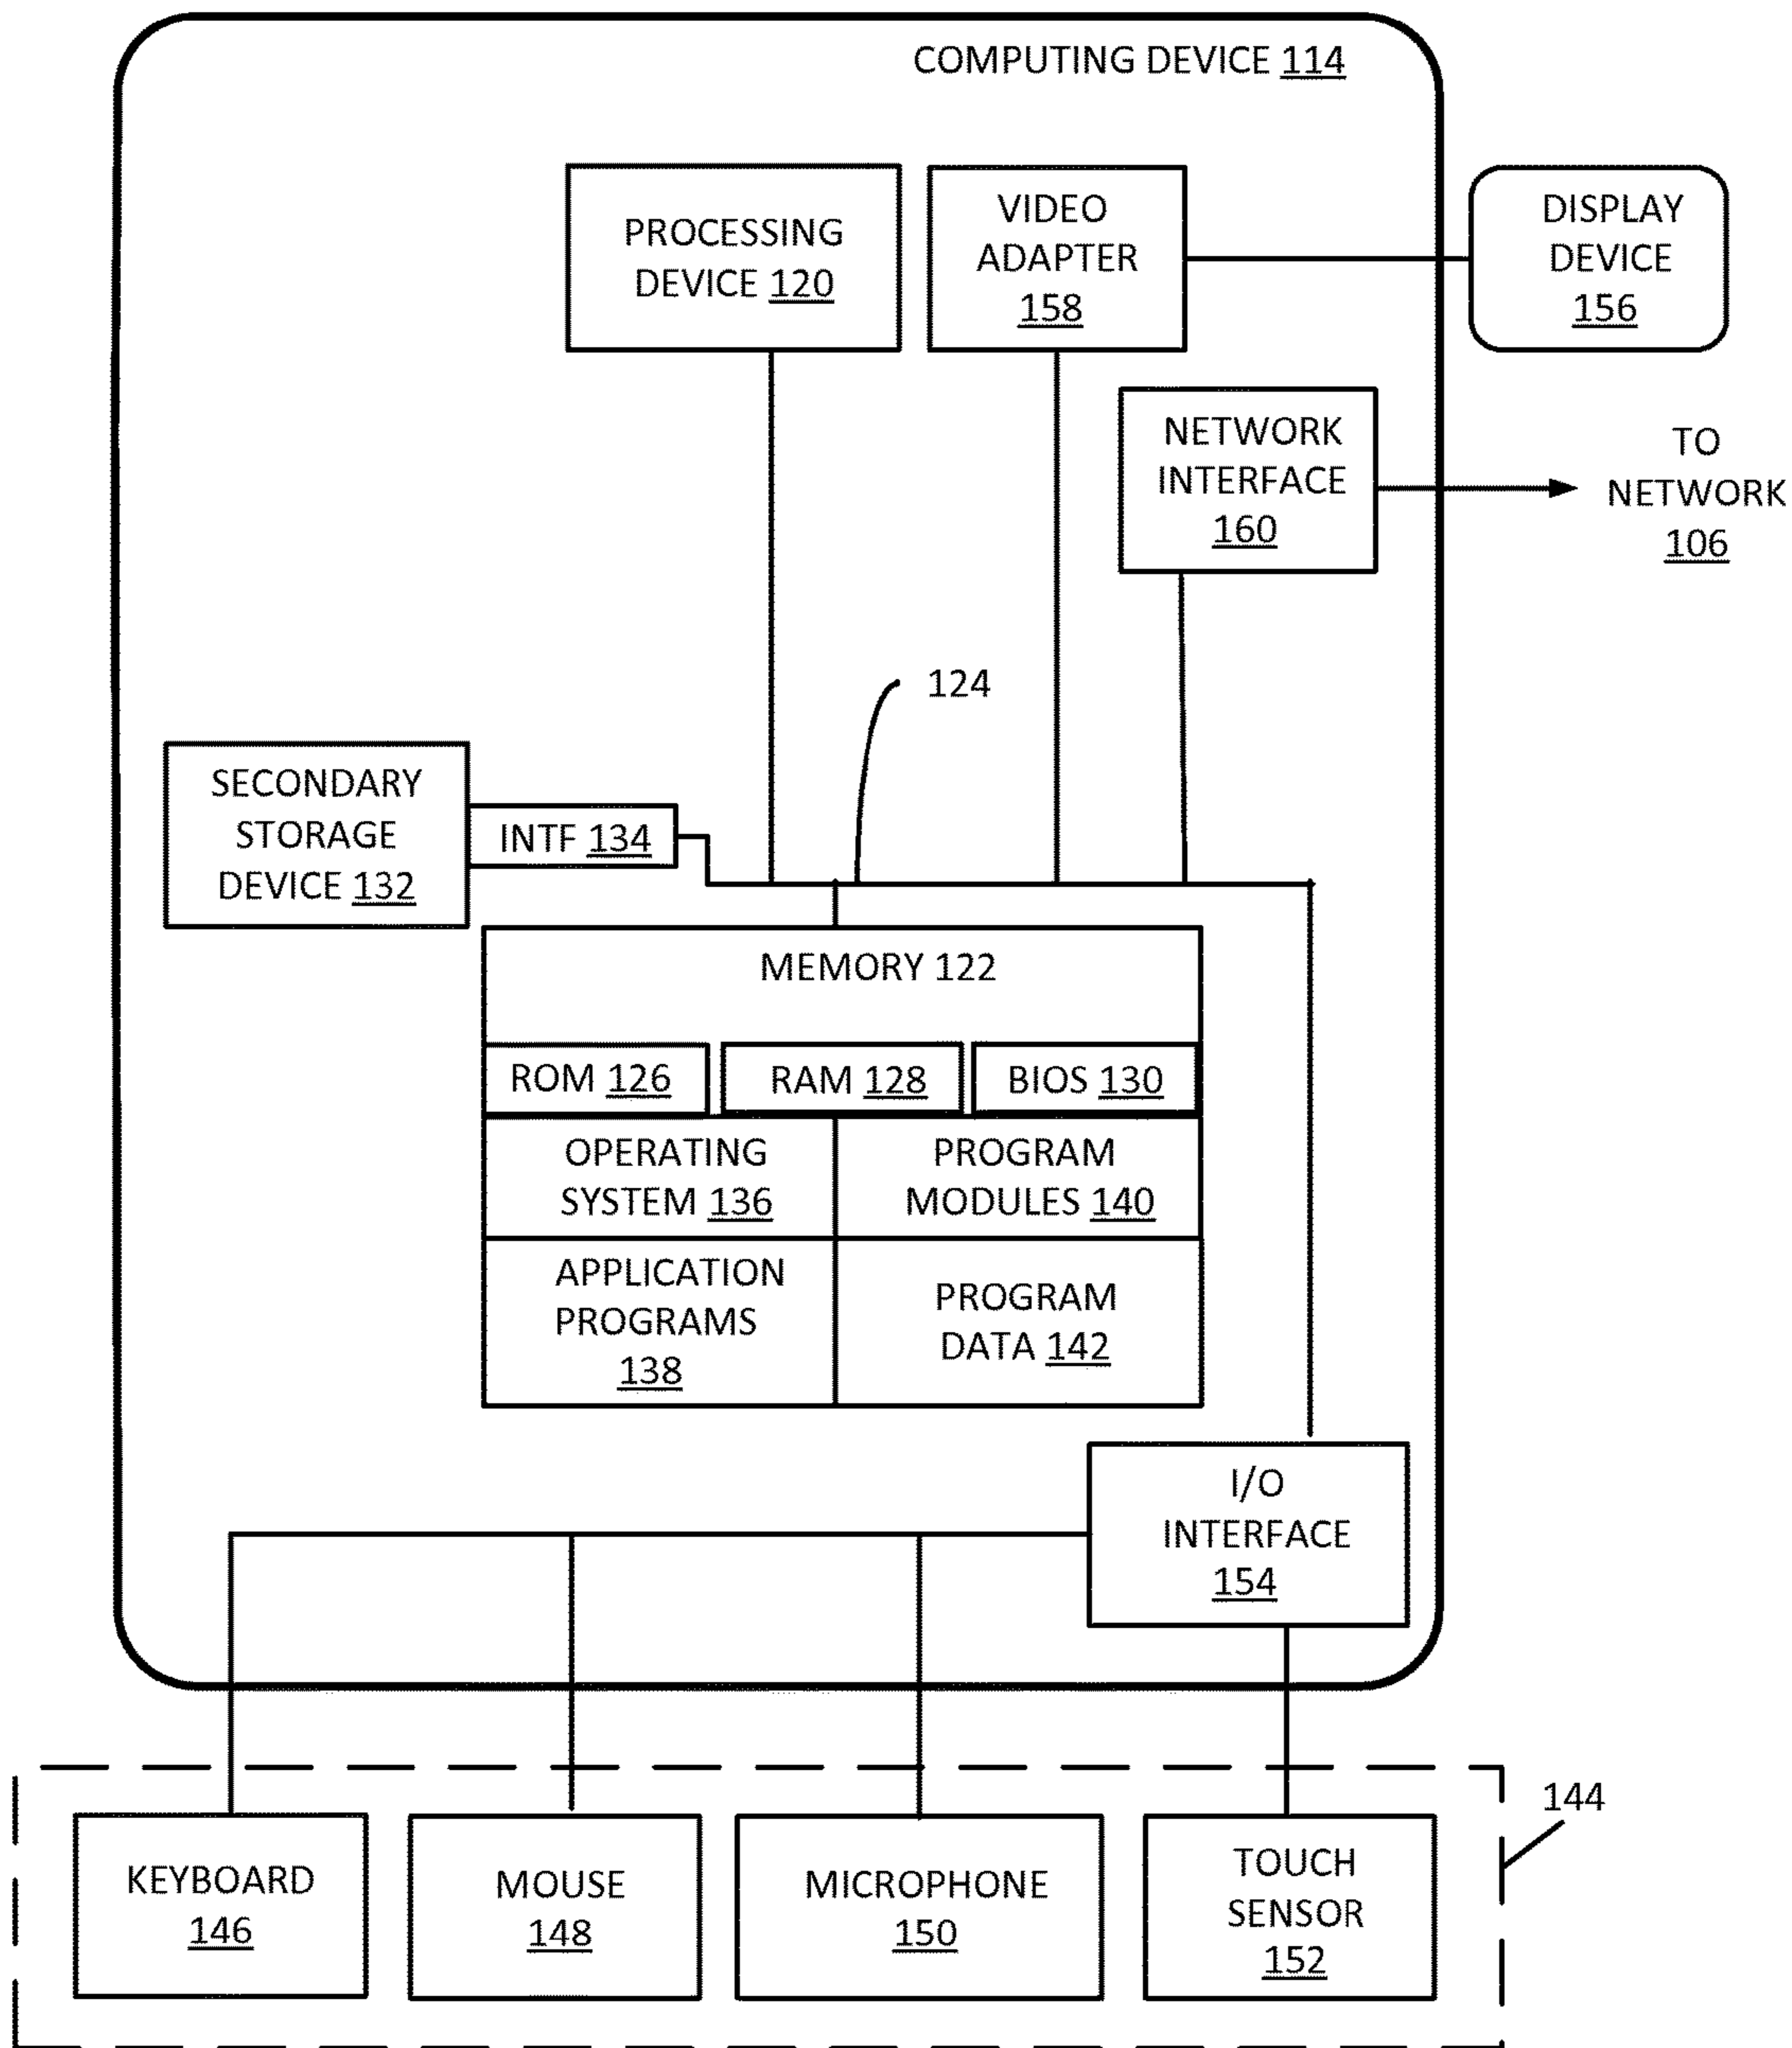 COMPUTING DEVICE 114
PROCESSING
DEVICE 120
VIDEO
ADAPTER
158
DISPLAY
DEVICE
156
NETWORK
INTERFACE
160
TO
NETWORK
106
124
SECONDARY
STORAGE
DEVICE 132
INTF 134
MEMORY 122
ROM 126
RAM 128
BIOS 130
OPERATING
SYSTEM 136
PROGRAM
MODULES 140
APPLICATION
PROGRAMS
138
PROGRAM
DATA 142
I/O
INTERFACE
154
144
KEYBOARD
146
MOUSE
148
MICROPHONE
150
TOUCH
SENSOR
152